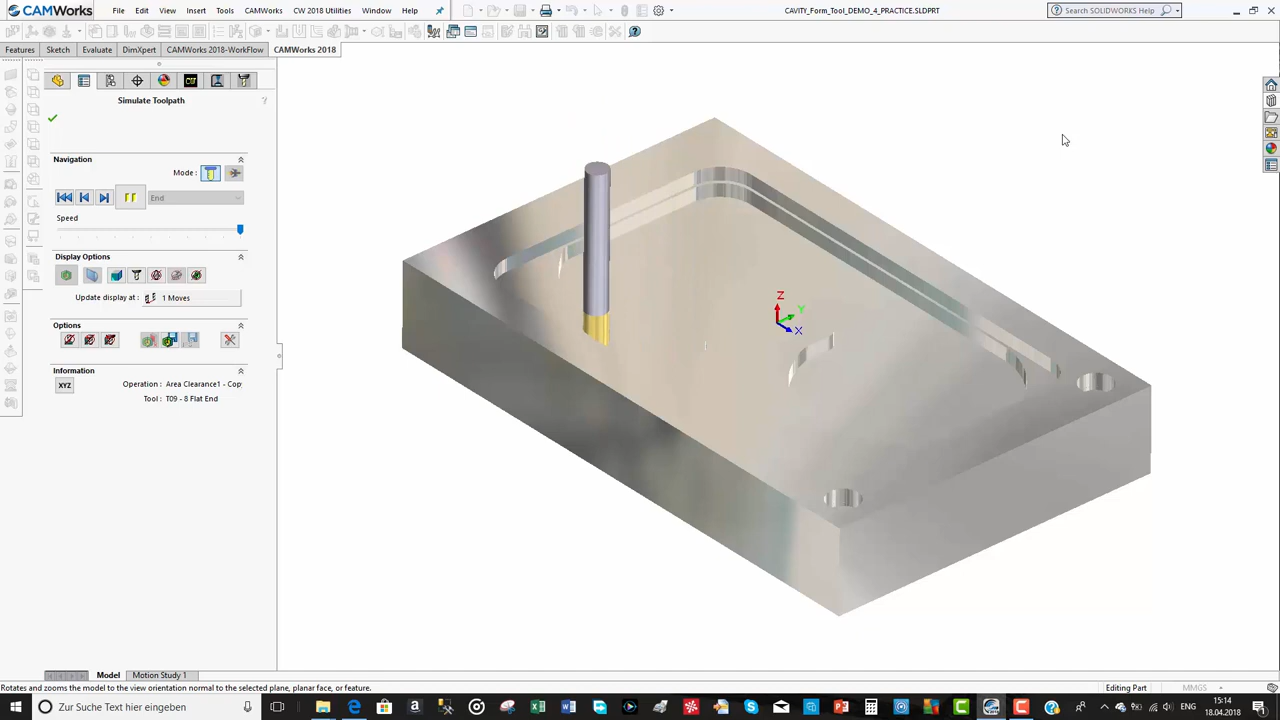 CAMWorks File Edit View Insert Tools CAMWorks CW 2018 Utilities Window Help CAVITY_Form_Tool_DEMO_4_PRACTICE.SLDPRT Search SOLIDWORKS Help
Features Sketch Evaluate DimXpert CAMWorks 2018-WorkFlow CAMWorks 2018
Simulate Toolpath ?
Navigation
Mode :
End
Speed
Display Options
Update display at : 1 Moves
Options
Information
XYZ Operation : Area Clearance1 - Copy
Tool : T09 - 8 Flat End
Z
Y
X
Model Motion Study 1
Rotates and zooms the model to the view orientation normal to the selected plane, planar face, or feature. Editing Part MMGS
Zur Suche Text hier eingeben ENG 15:14
18.04.2018